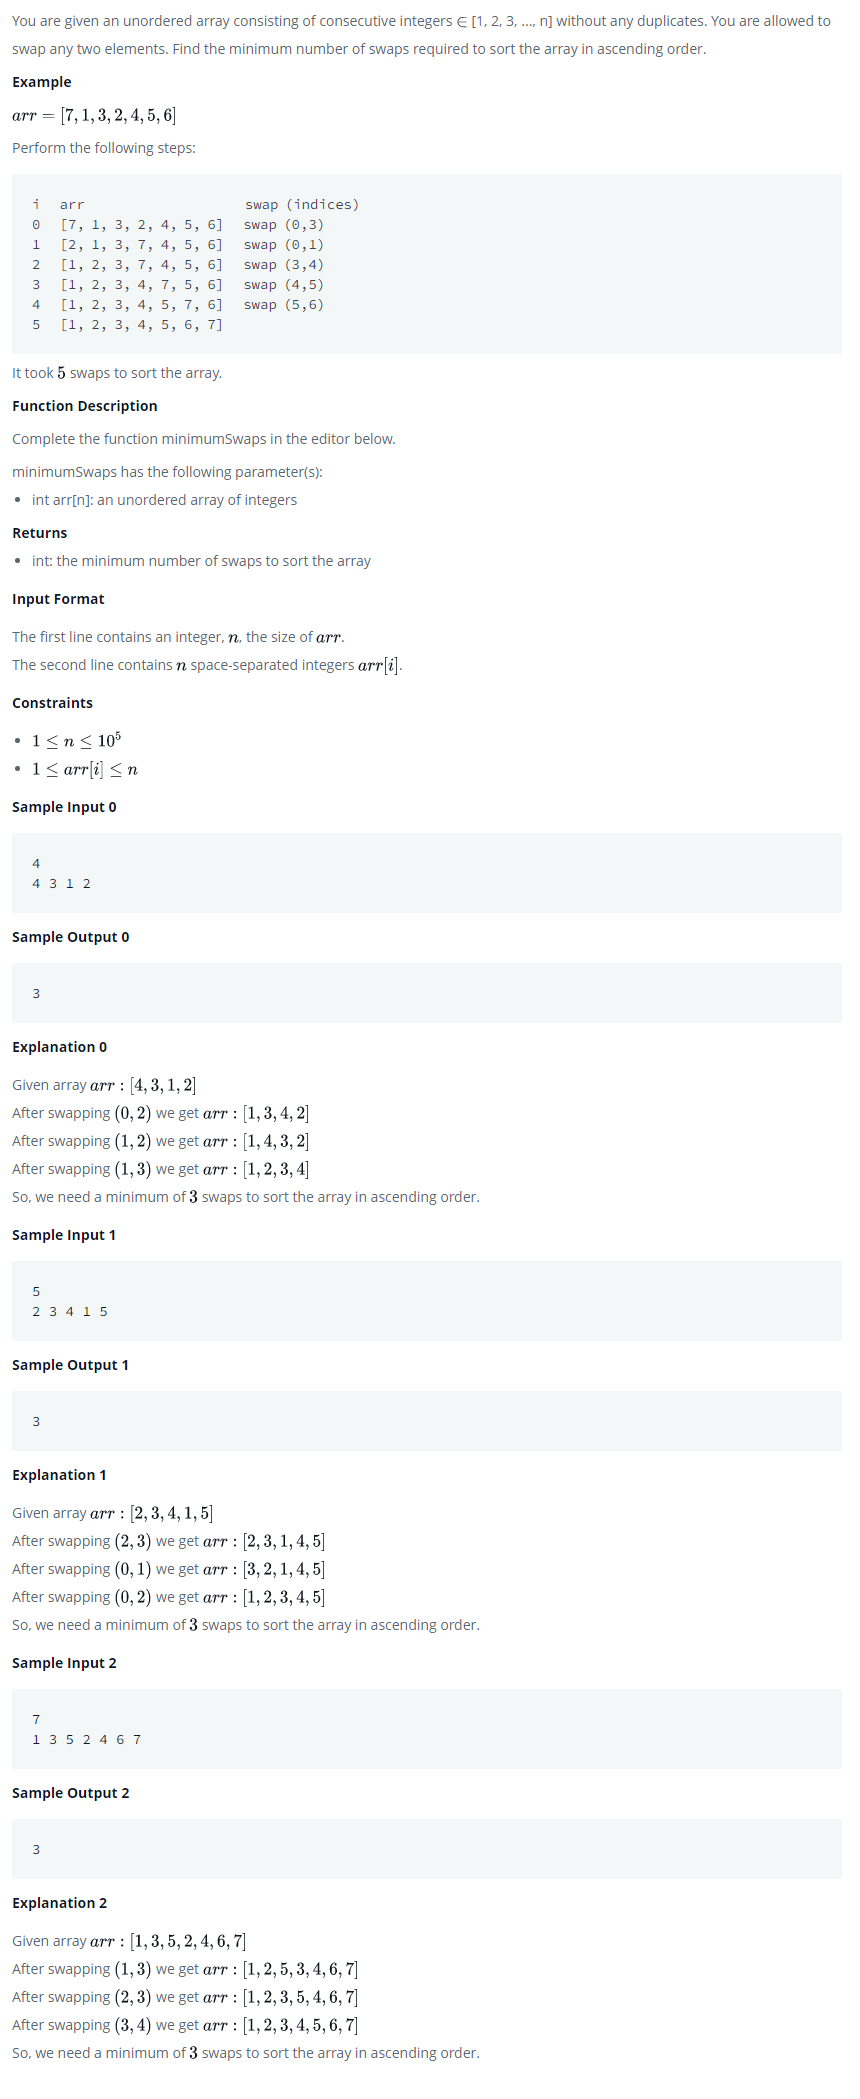 You are given an unordered array consisting of consecutive integers ∈ [1, 2, 3, ..., n] without any duplicates. You are allowed to
swap any two elements. Find the minimum number of swaps required to sort the array in ascending order.
Example
arr = [7, 1, 3, 2, 4, 5, 6]
Perform the following steps:
i   arr                     swap (indices)
0   [7, 1, 3, 2, 4, 5, 6]   swap (0,3)
1   [2, 1, 3, 7, 4, 5, 6]   swap (0,1)
2   [1, 2, 3, 7, 4, 5, 6]   swap (3,4)
3   [1, 2, 3, 4, 7, 5, 6]   swap (4,5)
4   [1, 2, 3, 4, 5, 7, 6]   swap (5,6)
5   [1, 2, 3, 4, 5, 6, 7]
It took 5 swaps to sort the array.
Function Description
Complete the function minimumSwaps in the editor below.
minimumSwaps has the following parameter(s):
• int arr[n]: an unordered array of integers
Returns
• int: the minimum number of swaps to sort the array
Input Format
The first line contains an integer, n, the size of arr.
The second line contains n space-separated integers arr[i].
Constraints
• 1 ≤ n ≤ 10⁵
• 1 ≤ arr[i] ≤ n
Sample Input 0
4
4 3 1 2
Sample Output 0
3
Explanation 0
Given array arr : [4, 3, 1, 2]
After swapping (0, 2) we get arr : [1, 3, 4, 2]
After swapping (1, 2) we get arr : [1, 4, 3, 2]
After swapping (1, 3) we get arr : [1, 2, 3, 4]
So, we need a minimum of 3 swaps to sort the array in ascending order.
Sample Input 1
5
2 3 4 1 5
Sample Output 1
3
Explanation 1
Given array arr : [2, 3, 4, 1, 5]
After swapping (2, 3) we get arr : [2, 3, 1, 4, 5]
After swapping (0, 1) we get arr : [3, 2, 1, 4, 5]
After swapping (0, 2) we get arr : [1, 2, 3, 4, 5]
So, we need a minimum of 3 swaps to sort the array in ascending order.
Sample Input 2
7
1 3 5 2 4 6 7
Sample Output 2
3
Explanation 2
Given array arr : [1, 3, 5, 2, 4, 6, 7]
After swapping (1, 3) we get arr : [1, 2, 5, 3, 4, 6, 7]
After swapping (2, 3) we get arr : [1, 2, 3, 5, 4, 6, 7]
After swapping (3, 4) we get arr : [1, 2, 3, 4, 5, 6, 7]
So, we need a minimum of 3 swaps to sort the array in ascending order.